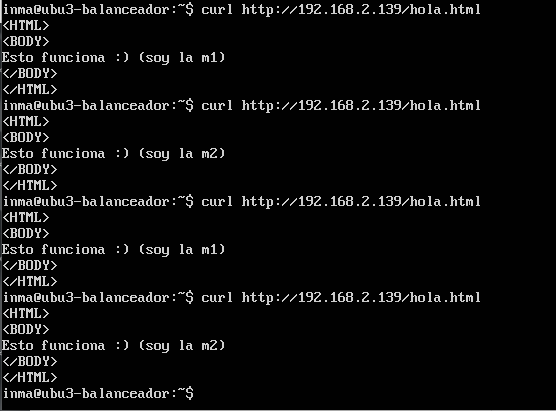 inma@ubu3-balanceador:~$ curl http://192.168.2.139/hola.html
<HTML>
<BODY>
Esto funciona :) (soy la m1)
</BODY>
</HTML>
inma@ubu3-balanceador:~$ curl http://192.168.2.139/hola.html
<HTML>
<BODY>
Esto funciona :) (soy la m2)
</BODY>
</HTML>
inma@ubu3-balanceador:~$ curl http://192.168.2.139/hola.html
<HTML>
<BODY>
Esto funciona :) (soy la m1)
</BODY>
</HTML>
inma@ubu3-balanceador:~$ curl http://192.168.2.139/hola.html
<HTML>
<BODY>
Esto funciona :) (soy la m2)
</BODY>
</HTML>
inma@ubu3-balanceador:~$